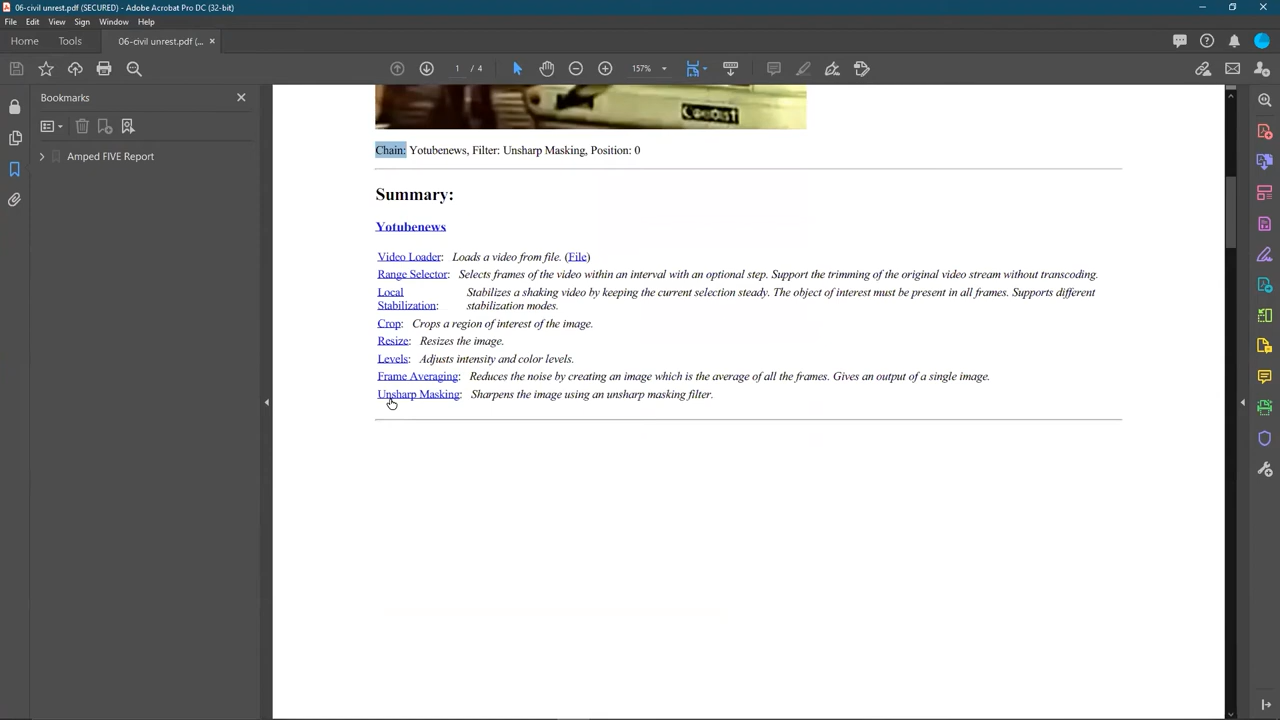 06-civil unrest.pdf (SECURED) - Adobe Acrobat Pro DC (32-bit)
File Edit View Sign Window Help
Home Tools 06-civil unrest.pdf (... ×
1 / 4 157%
Bookmarks
Amped FIVE Report
Caudist
Chain: Yotubenews, Filter: Unsharp Masking, Position: 0
Summary:
Yotubenews
Video Loader: Loads a video from file. (File)
Range Selector: Selects frames of the video within an interval with an optional step. Support the trimming of the original video stream without transcoding.
Local Stabilizes a shaking video by keeping the current selection steady. The object of interest must be present in all frames. Supports different
Stabilization: stabilization modes.
Crop: Crops a region of interest of the image.
Resize: Resizes the image.
Levels: Adjusts intensity and color levels.
Frame Averaging: Reduces the noise by creating an image which is the average of all the frames. Gives an output of a single image.
Unsharp Masking: Sharpens the image using an unsharp masking filter.